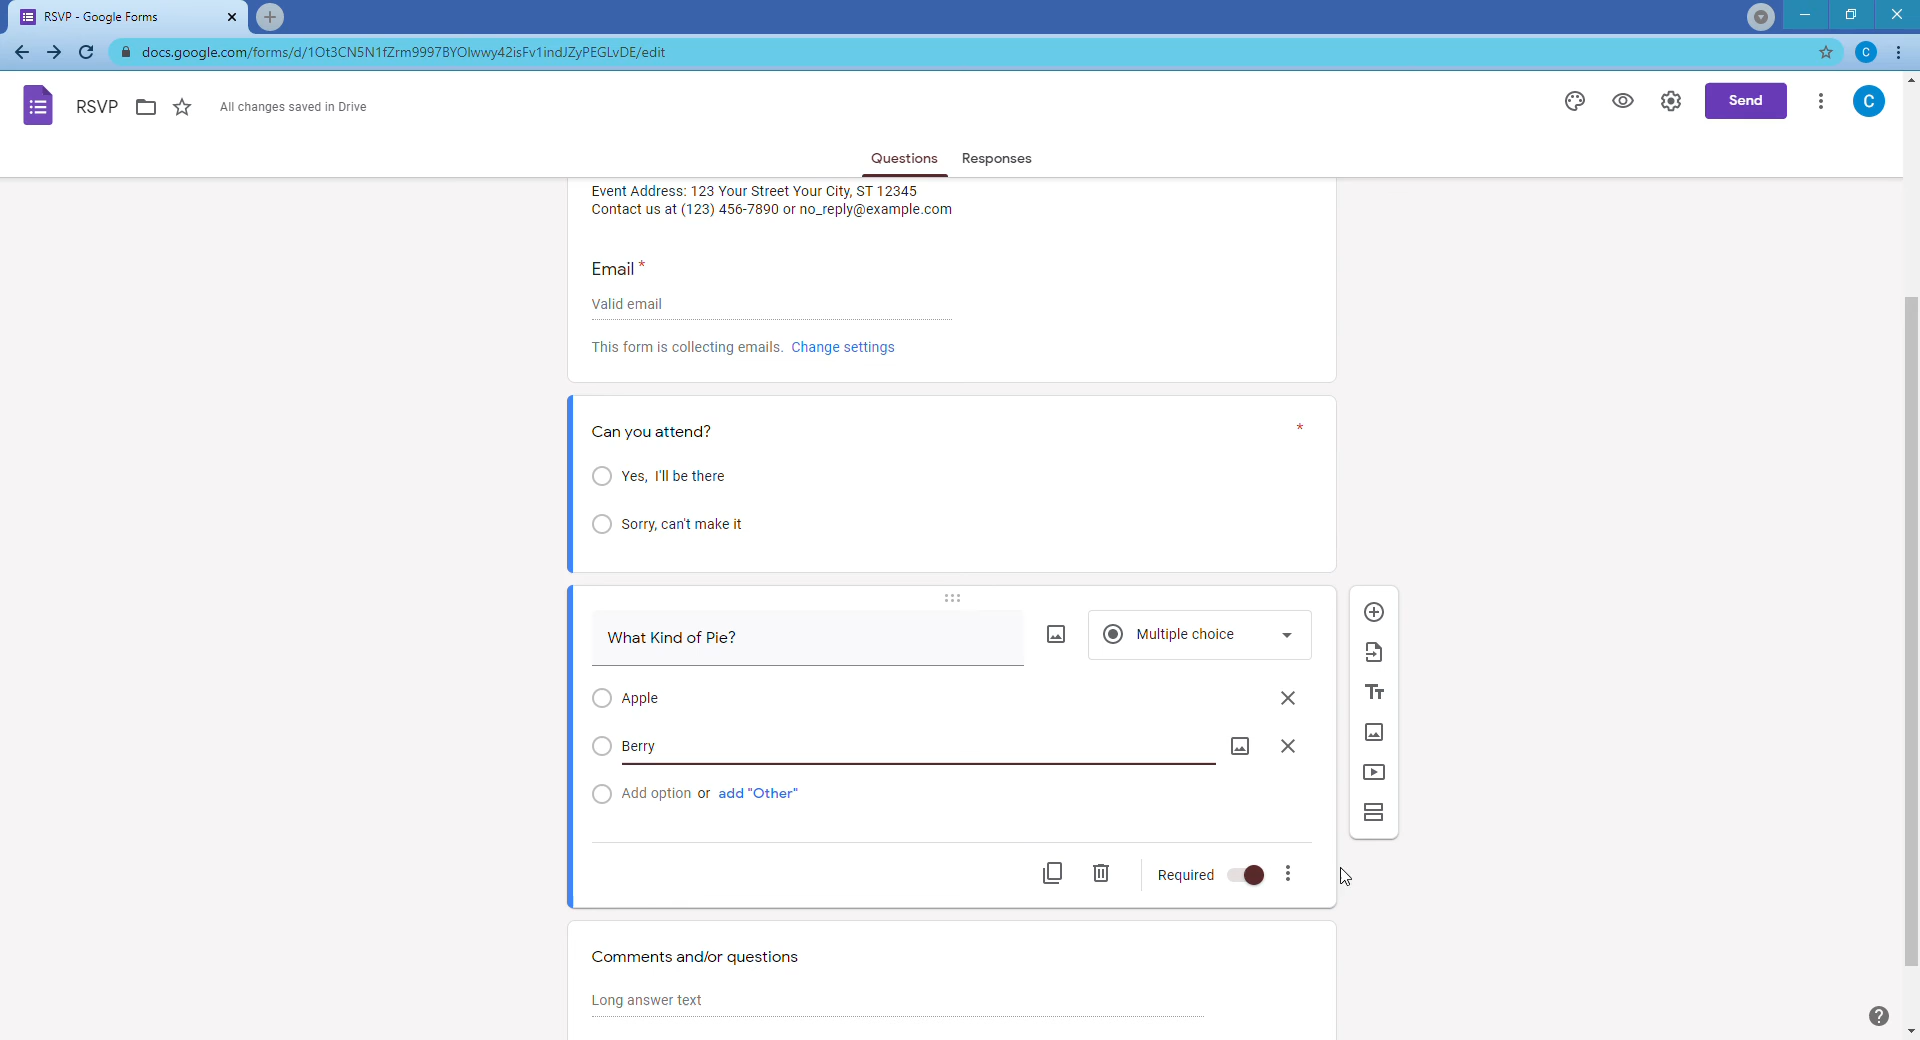 RSVP - Google Forms
docs.google.com/forms/d/1Ot3CN5N1fZrm9997BYOlwwy42isFv1indJZyPEGLvDE/edit
C
RSVP
All changes saved in Drive
Send
C
Questions Responses
Event Address: 123 Your Street Your City, ST 12345
Contact us at (123) 456-7890 or no_reply@example.com
Email *
Valid email
This form is collecting emails. Change settings
Can you attend? *
Yes, I'll be there
Sorry, can't make it
What Kind of Pie?
Multiple choice
Apple
Berry
Add option or add "Other"
Required
Comments and/or questions
Long answer text